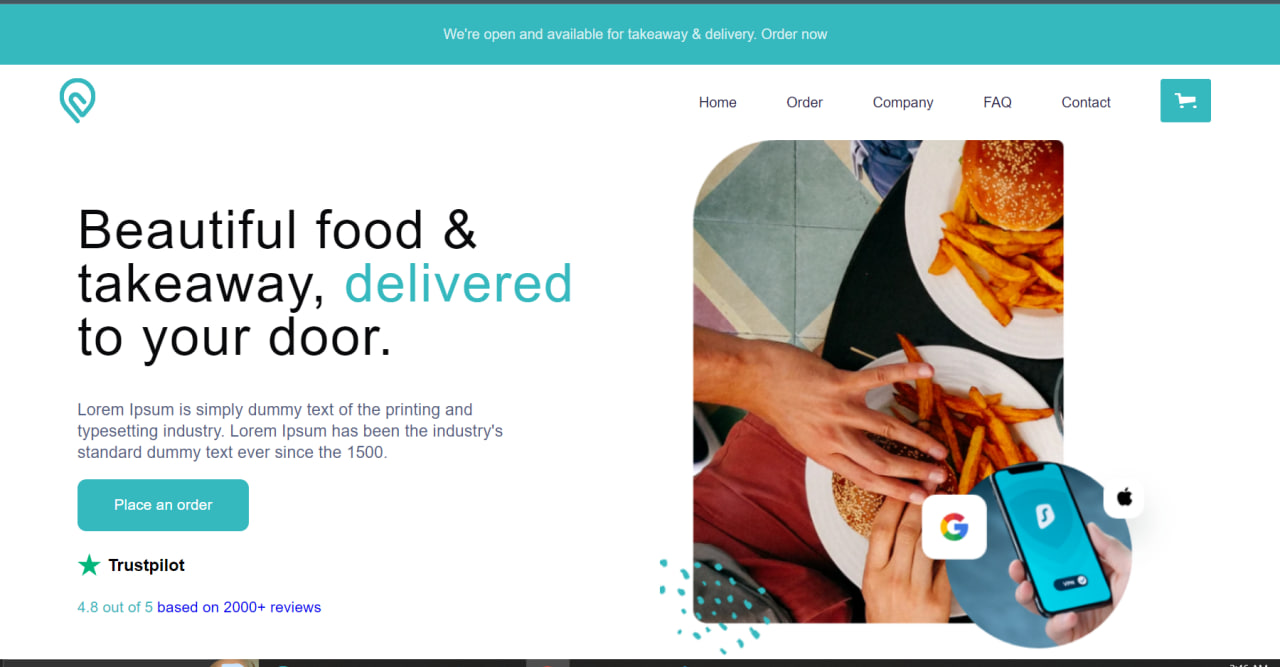 We're open and available for takeaway & delivery. Order now
Home Order Company FAQ Contact
Beautiful food &
takeaway, delivered
to your door.
Lorem Ipsum is simply dummy text of the printing and
typesetting industry. Lorem Ipsum has been the industry's
standard dummy text ever since the 1500.
Place an order
Trustpilot
4.8 out of 5 based on 2000+ reviews
G
S
VPN